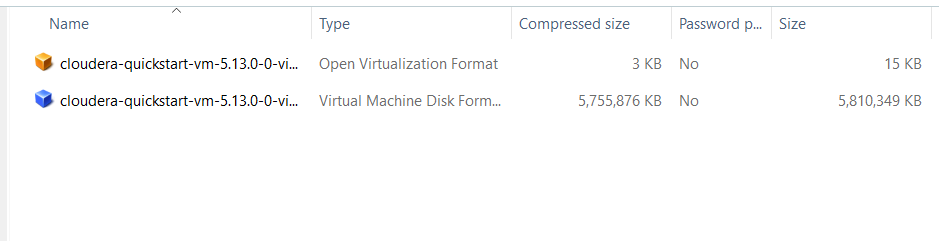 Name Type Compressed size Password p... Size
cloudera-quickstart-vm-5.13.0-0-vi... Open Virtualization Format 3 KB No 15 KB
cloudera-quickstart-vm-5.13.0-0-vi... Virtual Machine Disk Form... 5,755,876 KB No 5,810,349 KB